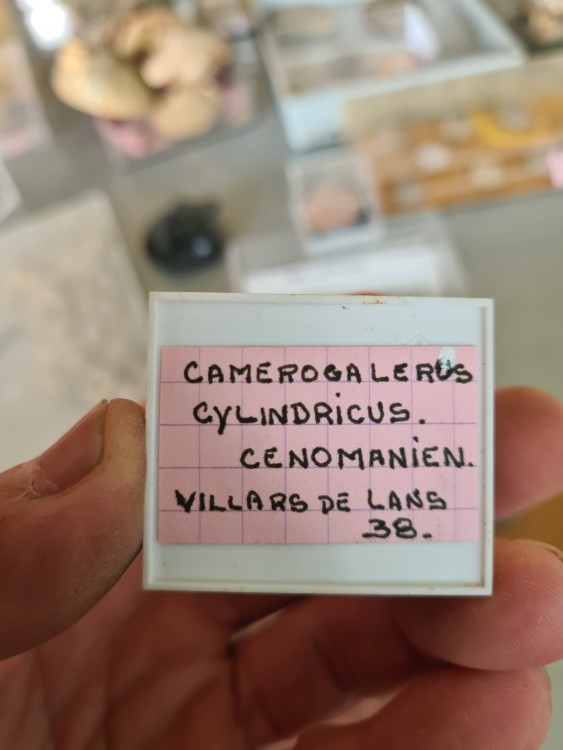 CAMEROGALERUS
CYLINDRICUS.
CENOMANIEN.
VILLARS DE LANS
38.